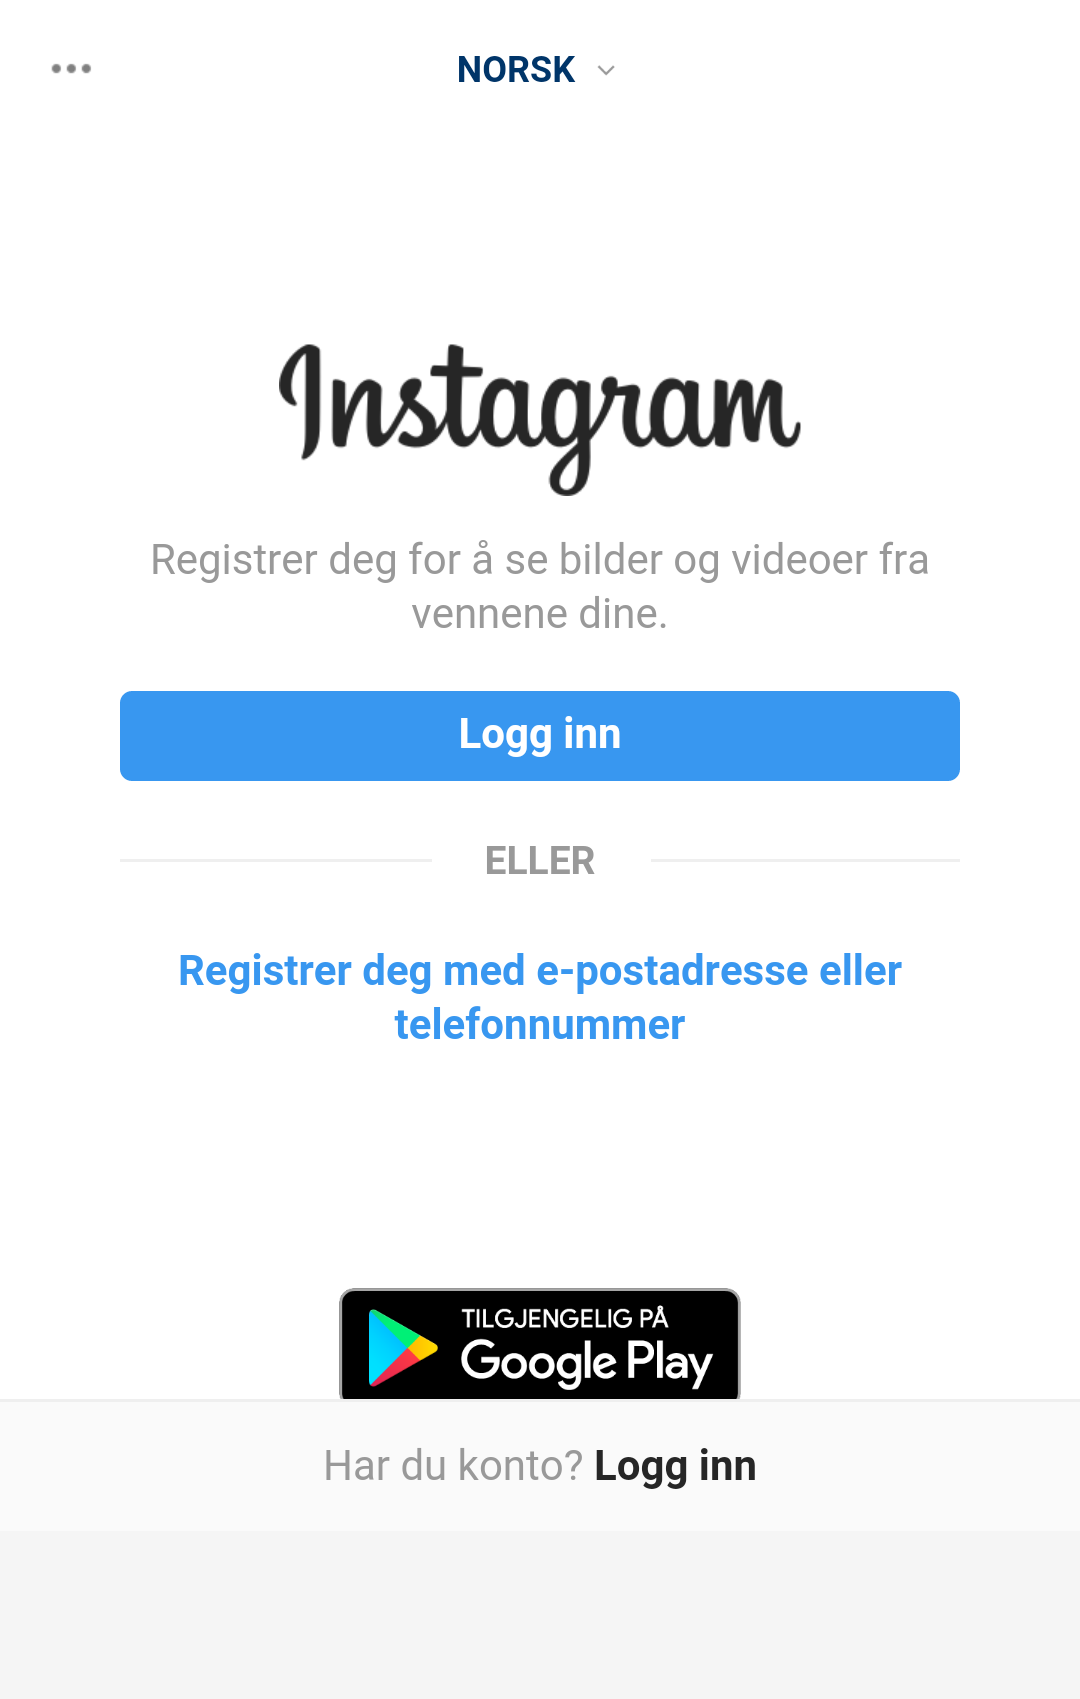 NORSK
Instagram
Registrer deg for å se bilder og videoer fra
vennene dine.
Logg inn
ELLER
Registrer deg med e-postadresse eller
telefonnummer
TILGJENGELIG PÅ
Google Play
Har du konto? Logg inn